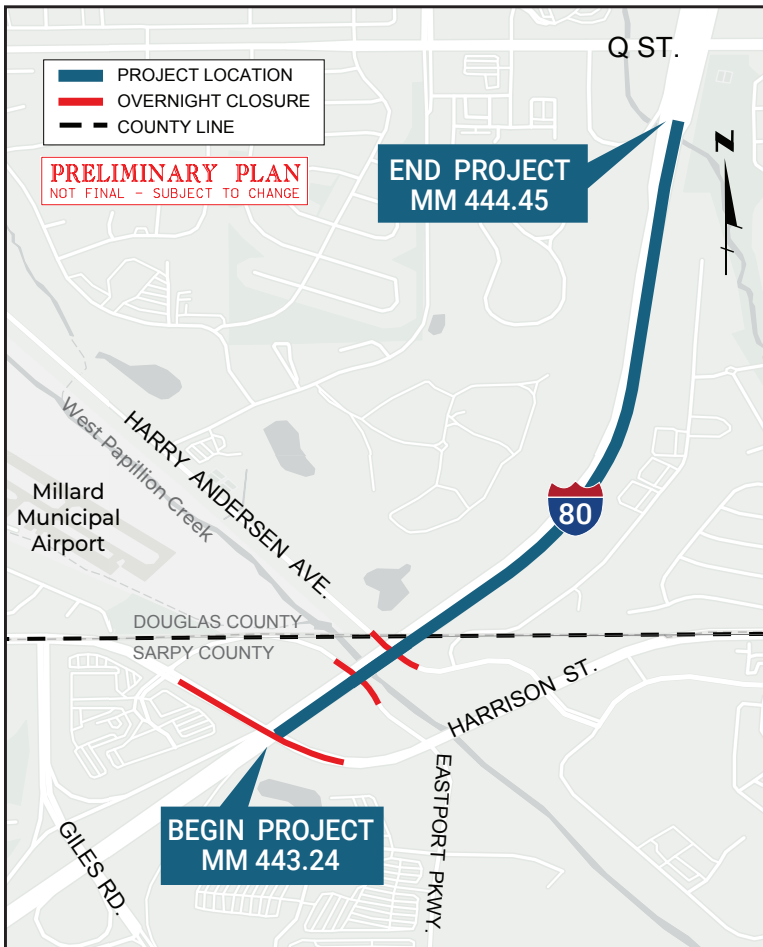 Q ST.
PROJECT LOCATION
OVERNIGHT CLOSURE
COUNTY LINE
PRELIMINARY PLAN
NOT FINAL - SUBJECT TO CHANGE
END PROJECT
MM 444.45
N
HARRY ANDERSEN AVE.
West Papillion Creek
Millard
Municipal
Airport
80
DOUGLAS COUNTY
SARPY COUNTY
HARRISON ST.
EASTPORT PKWY.
BEGIN PROJECT
MM 443.24
GILES RD.